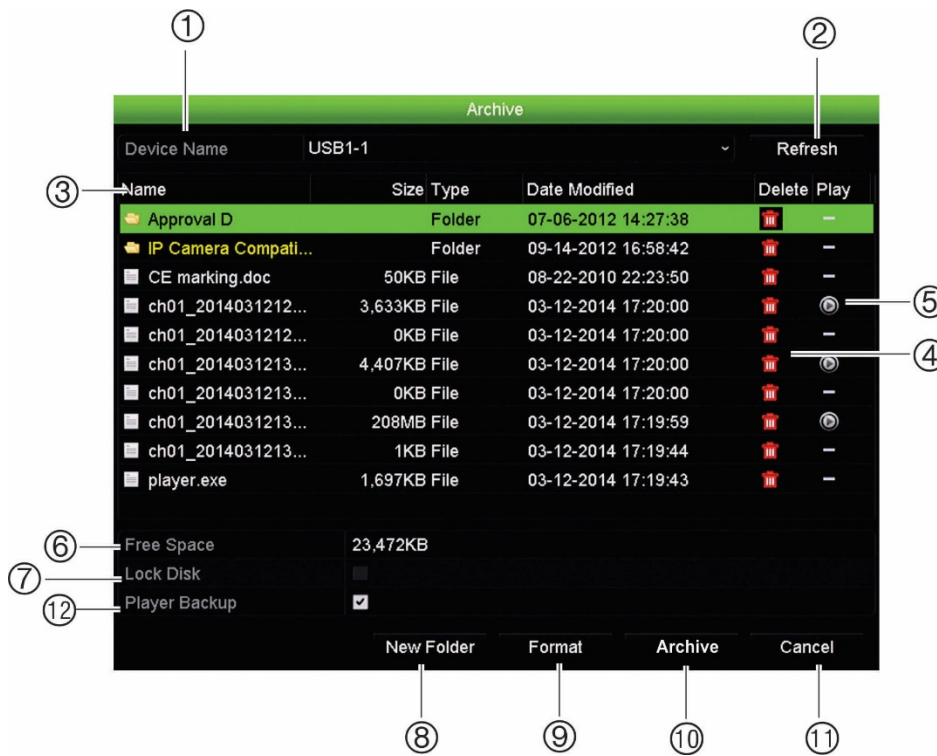 ① ②
Archive
Device Name USB1-1 Refresh
③ Name Size Type Date Modified Delete Play
Approval D Folder 07-06-2012 14:27:38 –
IP Camera Compati... Folder 09-14-2012 16:58:42 –
CE marking.doc 50KB File 08-22-2010 22:23:50 –
ch01_2014031212... 3,633KB File 03-12-2014 17:20:00 ⑤
ch01_2014031212... 0KB File 03-12-2014 17:20:00 –
④
ch01_2014031213... 4,407KB File 03-12-2014 17:20:00
ch01_2014031213... 0KB File 03-12-2014 17:20:00 –
ch01_2014031213... 208MB File 03-12-2014 17:19:59
ch01_2014031213... 1KB File 03-12-2014 17:19:44 –
player.exe 1,697KB File 03-12-2014 17:19:43 –
⑥ Free Space 23,472KB
⑦ Lock Disk
⑫ Player Backup
New Folder Format Archive Cancel
⑧ ⑨ ⑩ ⑪